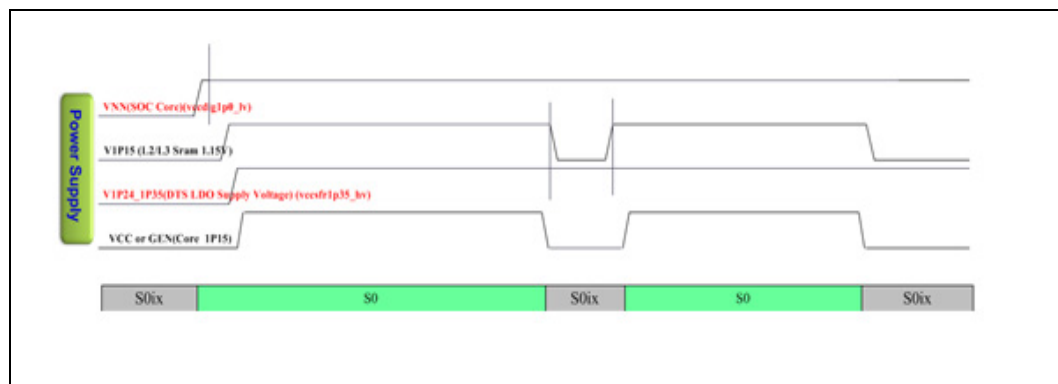 Power Supply
VNN(SOC Core)(vccdig1p0_lv)
V1P15 (L2/L3 Sram 1.15V)
V1P24_1P35(DTS LDO Supply Voltage) (vccsfr1p35_hv)
VCC or GEN(Core 1P15)
S0ix S0 S0ix S0 S0ix